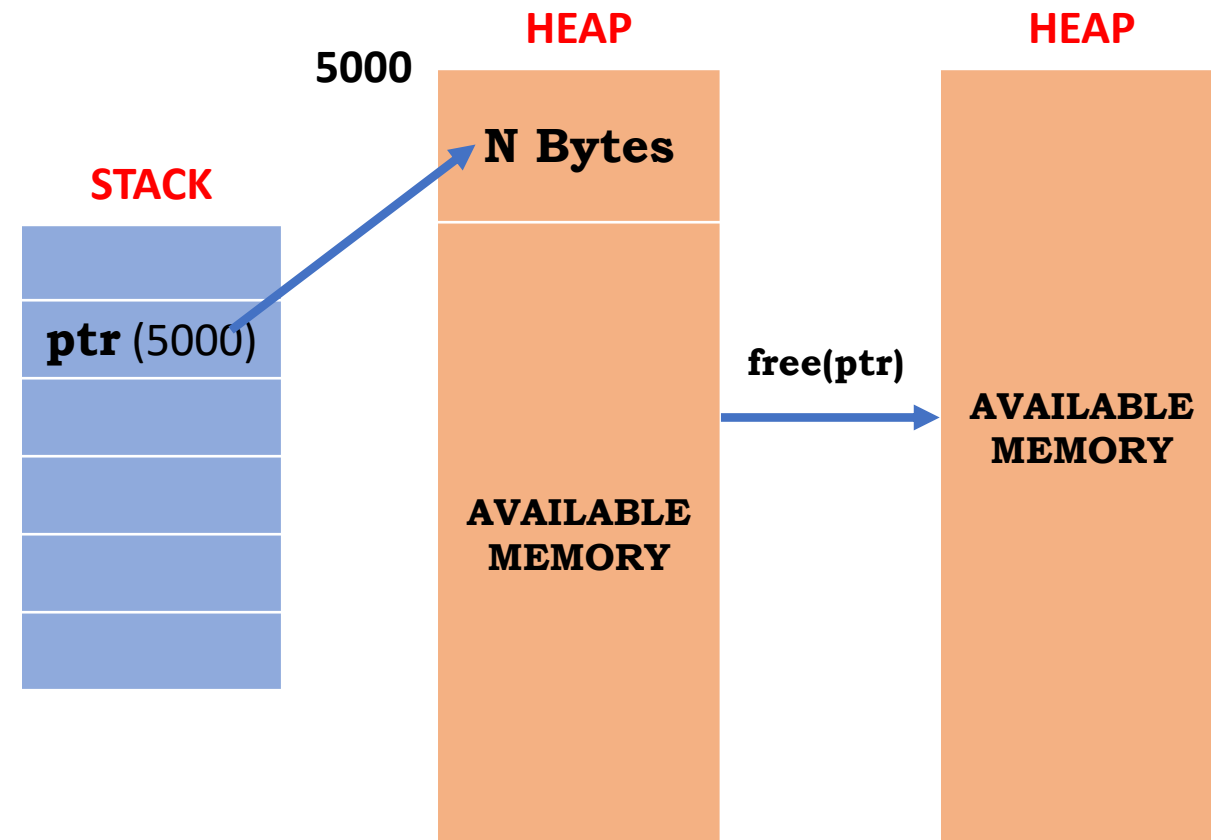 HEAP
HEAP
5000
N Bytes
STACK
ptr (5000)
free(ptr)
AVAILABLE
MEMORY
AVAILABLE
MEMORY